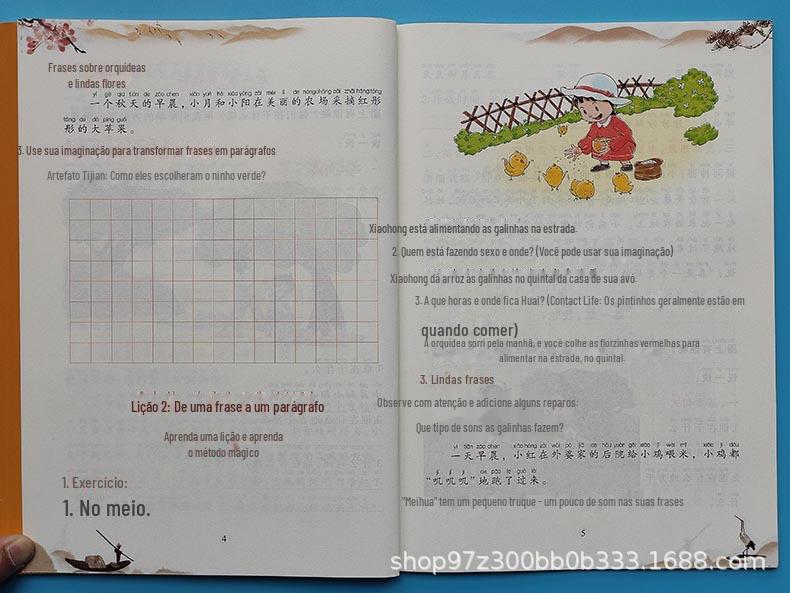 Frases sobre orquídeas
e lindas flores
yí gè qiū tiān de zǎo chen
一个秋天的早晨，小月和小阳在美丽的农场采摘红彤
彤的大苹果。
3. Use sua imaginação para transformar frases em parágrafos
Artefato Tijian: Como eles escolheram o ninho verde?
Lição 2: De uma frase a um parágrafo
Aprenda uma lição e aprenda
o método mágico
1. Exercício:
1. No meio.
4
Xiaohong está alimentando as galinhas na estrada.
2. Quem está fazendo sexo e onde? (Você pode usar sua imaginação)
Xiaohong dá arroz às galinhas no quintal da casa de sua avó.
3. A que horas e onde fica Huai? (Contact Life: Os pintinhos geralmente estão em
quando comer)
A orquídea sorri pela manhã, e você colhe as florzinhas vermelhas para
alimentar na estrada, no quintal.
3. Lindas frases
Observe com atenção e adicione alguns reparos:
Que tipo de sons as galinhas fazem?
一天早晨，小红在外婆家的后院给小鸡喂米，小鸡都
“叽叽叽”地跑了过来。
"Meihua" tem um pequeno truque - um pouco de som nas suas frases
5
shop97z300bb0b333.1688.com